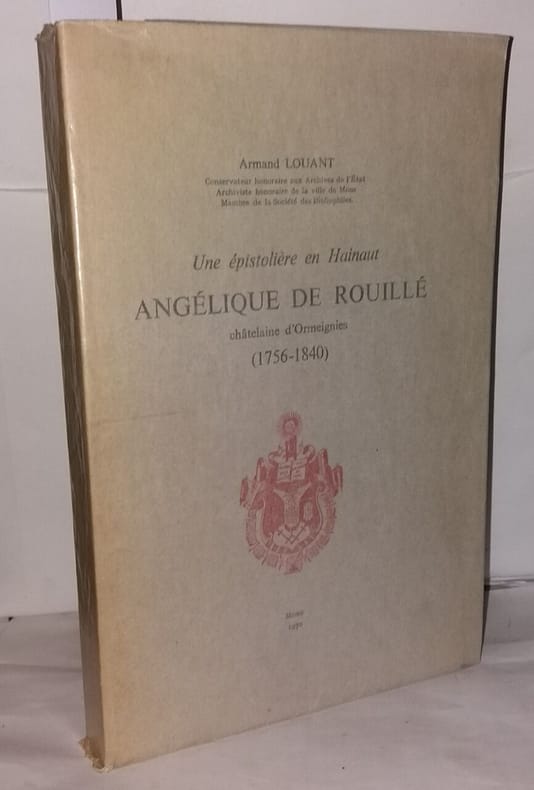 Armand LOUANT
Conservateur honoraire aux Archives de l'État
Archiviste honoraire de la ville de Mons
Membre de la Société des Bibliophiles.
Une épistolière en Hainaut
ANGÉLIQUE DE ROUILLÉ
châtelaine d'Ormeignies
(1756-1840)
Mons
1970